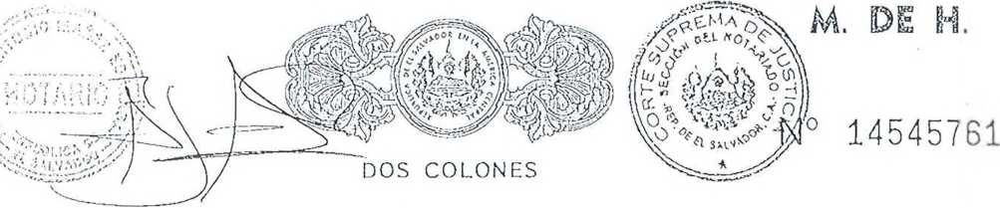 M. DE H.
NOTARIO
REPUBLICA DE EL SALVADOR EN LA AMERICA CENTRAL
CORTE SUPREMA DE JUSTICIA
SECCIÓN DEL NOTARIADO
REP. DE EL SALVADOR, C.A.
Nº 14545761
DOS COLONES